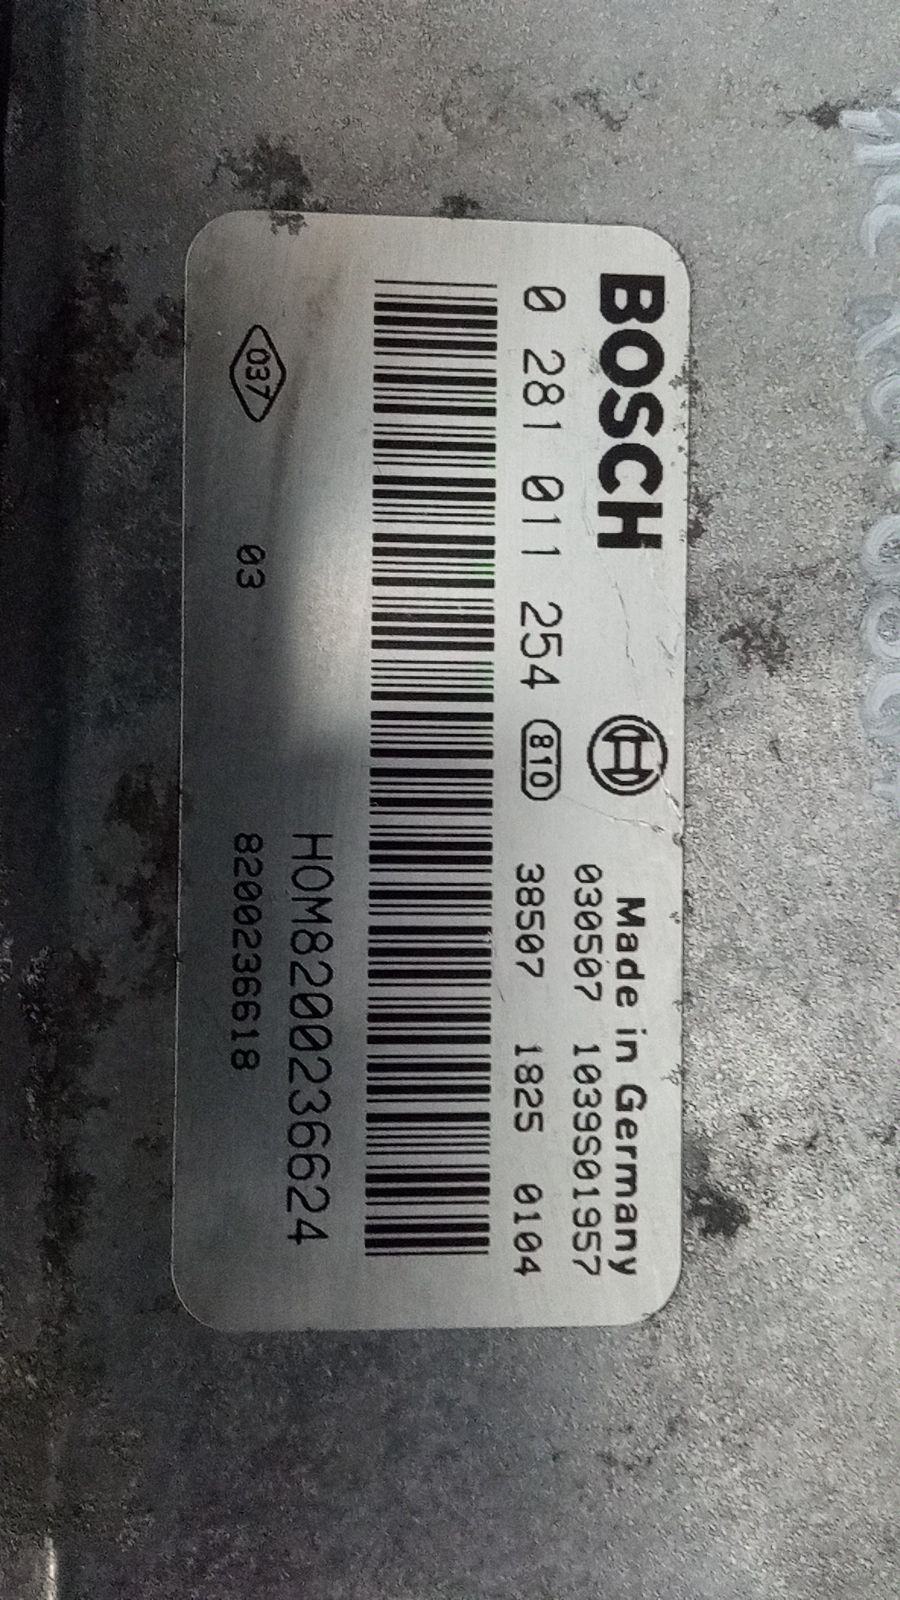 BOSCH
Made in Germany
030507 1039S01957
0 281 011 254 810 38507 1825 0104
HOM8200236624
037 03 8200236618